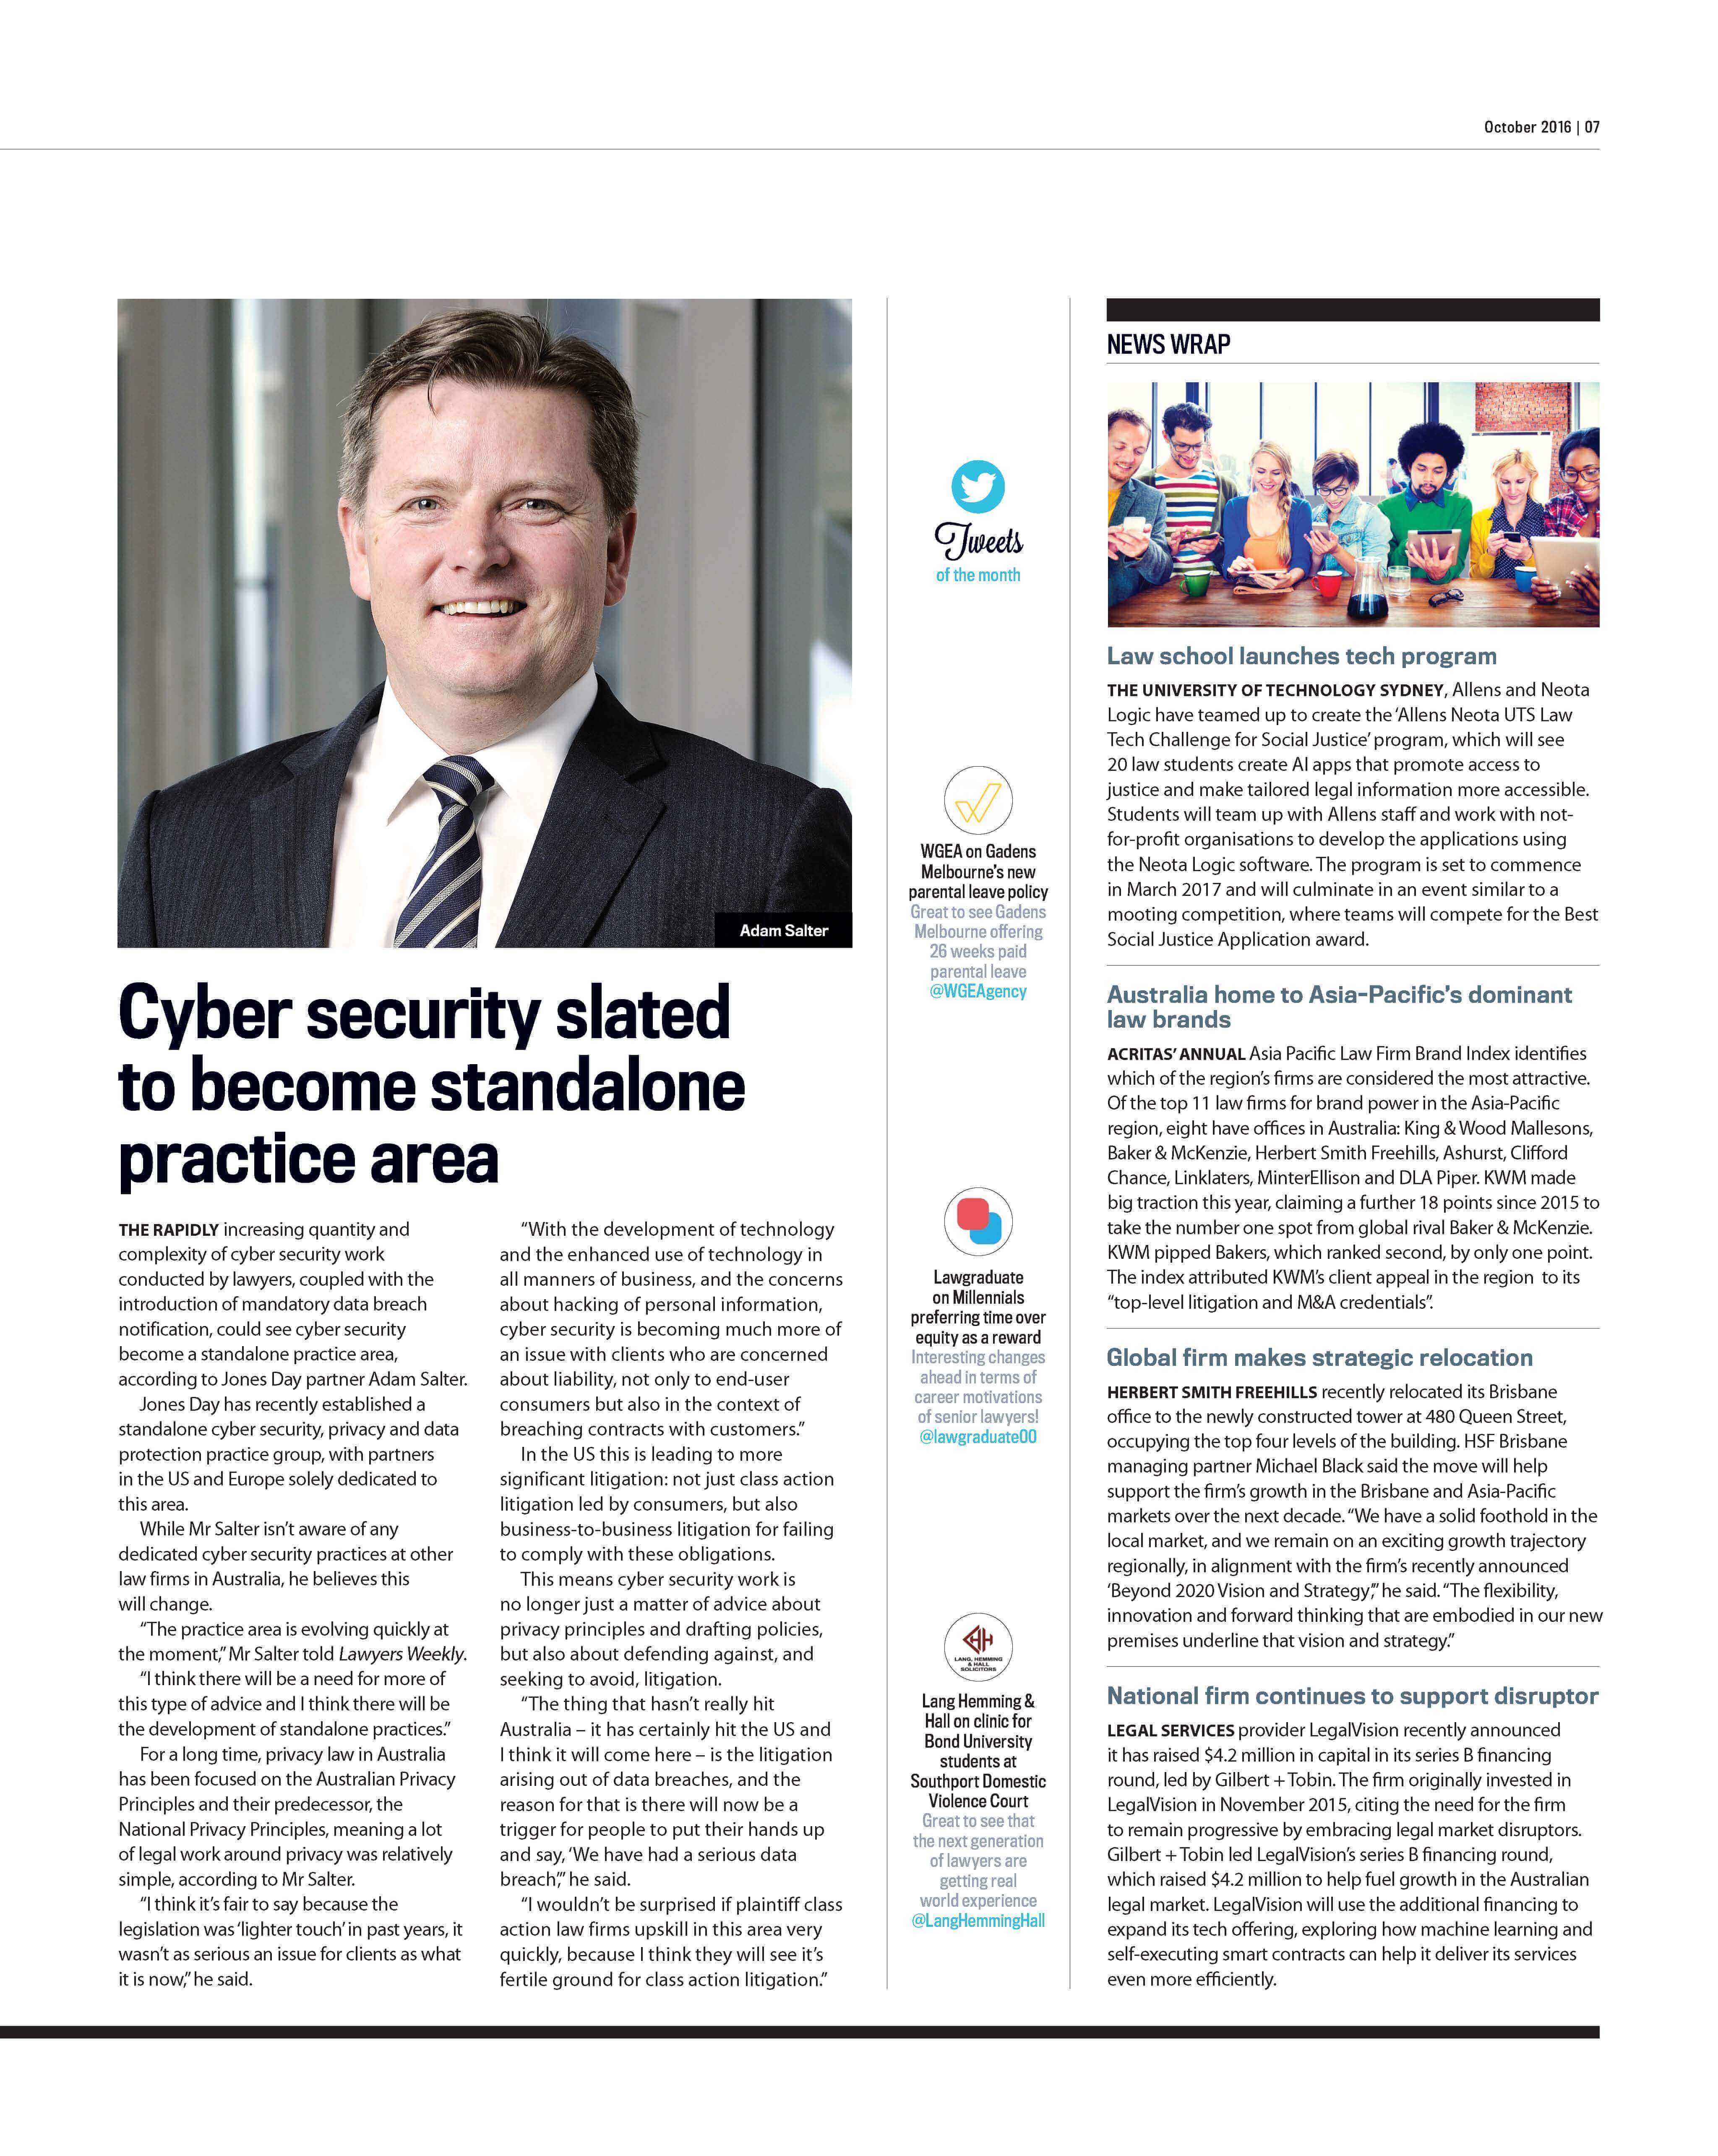 October 2016 | 07
Adam Salter
Cyber security slated
to become standalone
practice area
THE RAPIDLY increasing quantity and
complexity of cyber security work
conducted by lawyers, coupled with the
introduction of mandatory data breach
notification, could see cyber security
become a standalone practice area,
according to Jones Day partner Adam Salter.
Jones Day has recently established a
standalone cyber security, privacy and data
protection practice group, with partners
in the US and Europe solely dedicated to
this area.
While Mr Salter isn’t aware of any
dedicated cyber security practices at other
law firms in Australia, he believes this
will change.
“The practice area is evolving quickly at
the moment,” Mr Salter told Lawyers Weekly.
“I think there will be a need for more of
this type of advice and I think there will be
the development of standalone practices.”
For a long time, privacy law in Australia
has been focused on the Australian Privacy
Principles and their predecessor, the
National Privacy Principles, meaning a lot
of legal work around privacy was relatively
simple, according to Mr Salter.
“I think it’s fair to say because the
legislation was ‘lighter touch’ in past years, it
wasn’t as serious an issue for clients as what
it is now,” he said.
“With the development of technology
and the enhanced use of technology in
all manners of business, and the concerns
about hacking of personal information,
cyber security is becoming much more of
an issue with clients who are concerned
about liability, not only to end-user
consumers but also in the context of
breaching contracts with customers.”
In the US this is leading to more
significant litigation: not just class action
litigation led by consumers, but also
business-to-business litigation for failing
to comply with these obligations.
This means cyber security work is
no longer just a matter of advice about
privacy principles and drafting policies,
but also about defending against, and
seeking to avoid, litigation.
“The thing that hasn’t really hit
Australia – it has certainly hit the US and
I think it will come here – is the litigation
arising out of data breaches, and the
reason for that is there will now be a
trigger for people to put their hands up
and say, ‘We have had a serious data
breach’,” he said.
“I wouldn’t be surprised if plaintiff class
action law firms upskill in this area very
quickly, because I think they will see it’s
fertile ground for class action litigation.”
Tweets
of the month
WGEA on Gadens
Melbourne’s new
parental leave policy
Great to see Gadens
Melbourne offering
26 weeks paid
parental leave
@WGEAgency
Lawgraduate
on Millennials
preferring time over
equity as a reward
Interesting changes
ahead in terms of
career motivations
of senior lawyers!
@lawgraduate00
LANG, HEMMING
& HALL
SOLICITORS
Lang Hemming &
Hall on clinic for
Bond University
students at
Southport Domestic
Violence Court
Great to see that
the next generation
of lawyers are
getting real
world experience
@LangHemmingHall
NEWS WRAP
Law school launches tech program
THE UNIVERSITY OF TECHNOLOGY SYDNEY, Allens and Neota
Logic have teamed up to create the ‘Allens Neota UTS Law
Tech Challenge for Social Justice’ program, which will see
20 law students create AI apps that promote access to
justice and make tailored legal information more accessible.
Students will team up with Allens staff and work with not-
for-profit organisations to develop the applications using
the Neota Logic software. The program is set to commence
in March 2017 and will culminate in an event similar to a
mooting competition, where teams will compete for the Best
Social Justice Application award.
Australia home to Asia-Pacific’s dominant
law brands
ACRITAS’ ANNUAL Asia Pacific Law Firm Brand Index identifies
which of the region’s firms are considered the most attractive.
Of the top 11 law firms for brand power in the Asia-Pacific
region, eight have offices in Australia: King & Wood Mallesons,
Baker & McKenzie, Herbert Smith Freehills, Ashurst, Clifford
Chance, Linklaters, MinterEllison and DLA Piper. KWM made
big traction this year, claiming a further 18 points since 2015 to
take the number one spot from global rival Baker & McKenzie.
KWM pipped Bakers, which ranked second, by only one point.
The index attributed KWM’s client appeal in the region to its
“top-level litigation and M&A credentials”.
Global firm makes strategic relocation
HERBERT SMITH FREEHILLS recently relocated its Brisbane
office to the newly constructed tower at 480 Queen Street,
occupying the top four levels of the building. HSF Brisbane
managing partner Michael Black said the move will help
support the firm’s growth in the Brisbane and Asia-Pacific
markets over the next decade. “We have a solid foothold in the
local market, and we remain on an exciting growth trajectory
regionally, in alignment with the firm’s recently announced
‘Beyond 2020 Vision and Strategy’,” he said. “The flexibility,
innovation and forward thinking that are embodied in our new
premises underline that vision and strategy.”
National firm continues to support disruptor
LEGAL SERVICES provider LegalVision recently announced
it has raised $4.2 million in capital in its series B financing
round, led by Gilbert + Tobin. The firm originally invested in
LegalVision in November 2015, citing the need for the firm
to remain progressive by embracing legal market disruptors.
Gilbert + Tobin led LegalVision’s series B financing round,
which raised $4.2 million to help fuel growth in the Australian
legal market. LegalVision will use the additional financing to
expand its tech offering, exploring how machine learning and
self-executing smart contracts can help it deliver its services
even more efficiently.